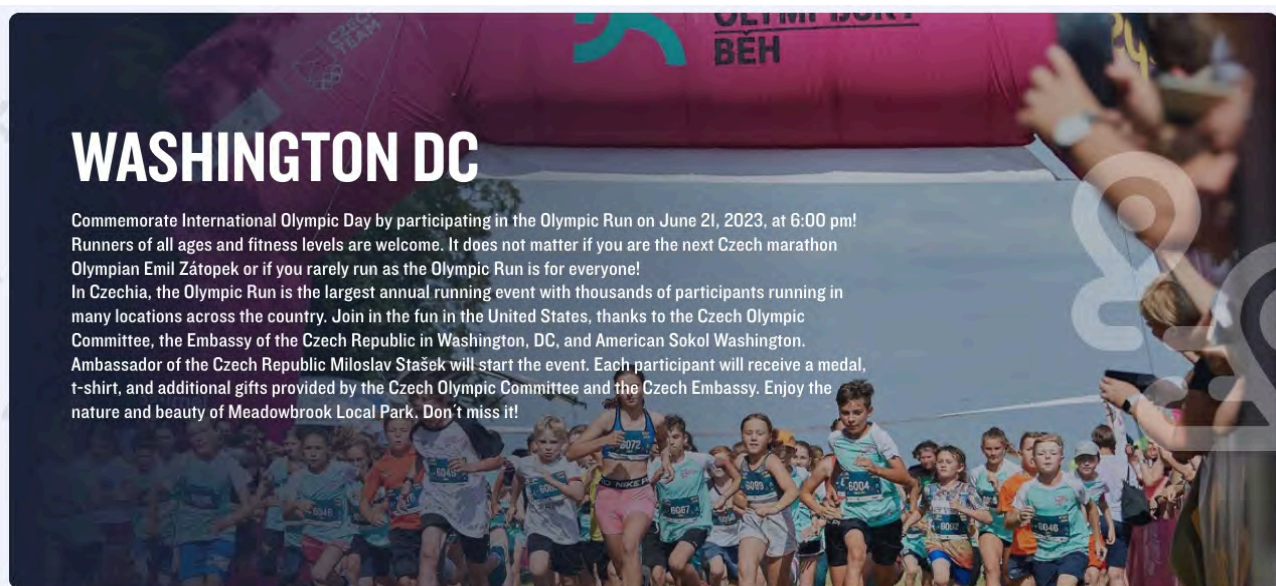 CZECH
TEAM
BĚH
WASHINGTON DC
Commemorate International Olympic Day by participating in the Olympic Run on June 21, 2023, at 6:00 pm!
Runners of all ages and fitness levels are welcome. It does not matter if you are the next Czech marathon
Olympian Emil Zátopek or if you rarely run as the Olympic Run is for everyone!
In Czechia, the Olympic Run is the largest annual running event with thousands of participants running in
many locations across the country. Join in the fun in the United States, thanks to the Czech Olympic
Committee, the Embassy of the Czech Republic in Washington, DC, and American Sokol Washington.
Ambassador of the Czech Republic Miloslav Stašek will start the event. Each participant will receive a medal,
t-shirt, and additional gifts provided by the Czech Olympic Committee and the Czech Embassy. Enjoy the
nature and beauty of Meadowbrook Local Park. Don´t miss it!
6072
6004
6067
6046